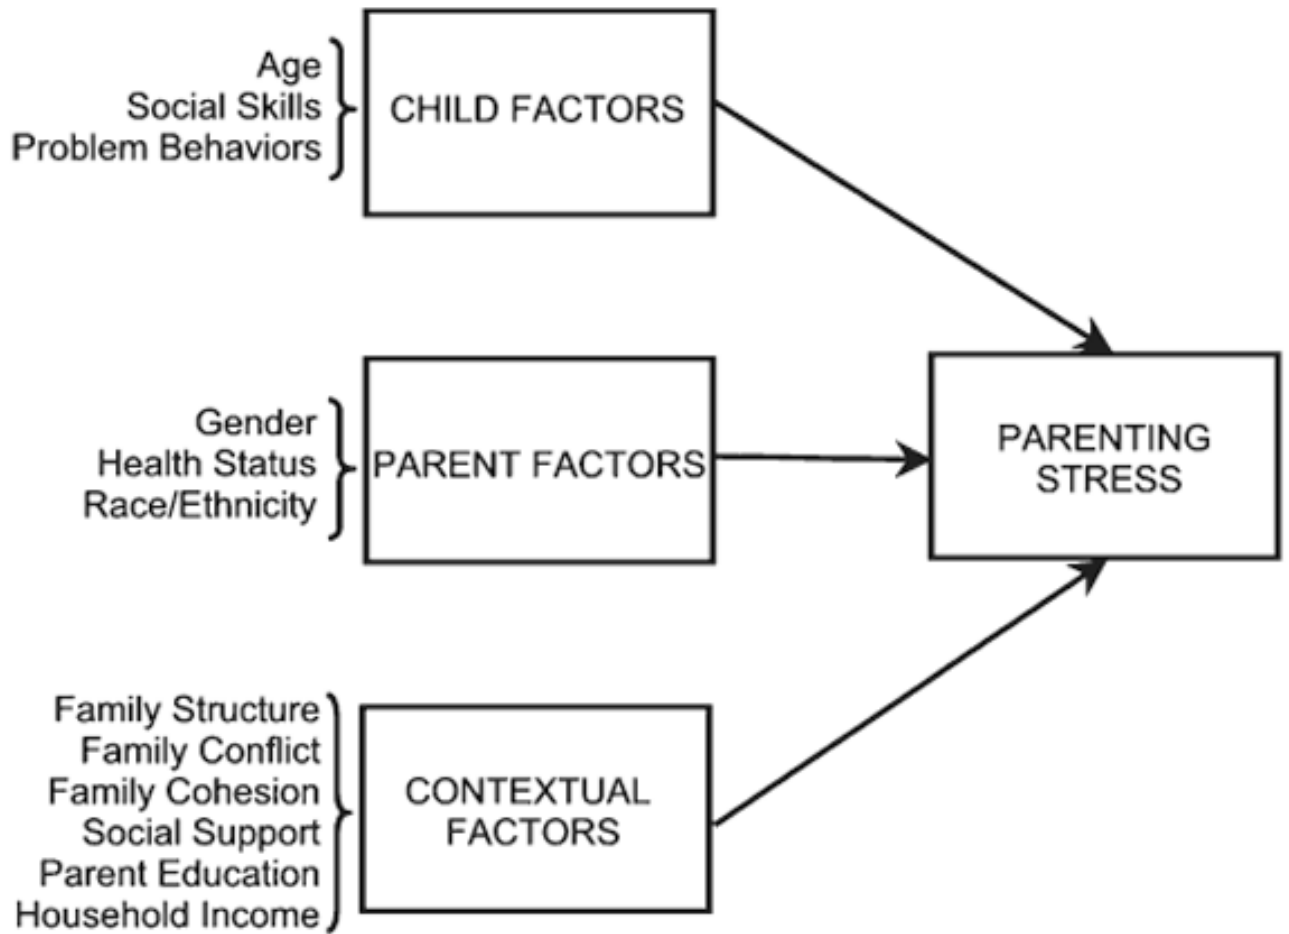 Age
Social Skills
Problem Behaviors
CHILD FACTORS
Gender
Health Status
Race/Ethnicity
PARENT FACTORS
PARENTING
STRESS
Family Structure
Family Conflict
Family Cohesion
Social Support
Parent Education
Household Income
CONTEXTUAL
FACTORS